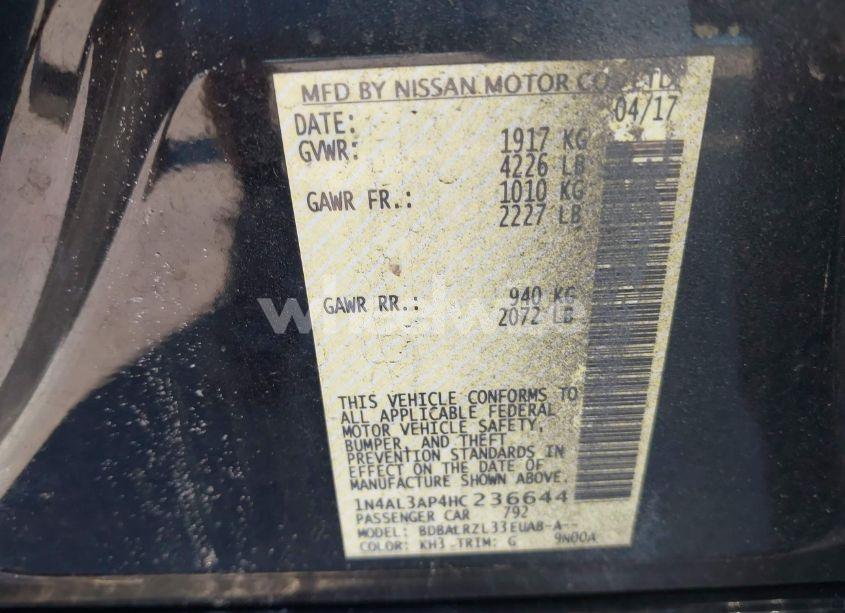 MFD BY NISSAN MOTOR CO., LTD.
DATE: 04/17
GVWR: 1917 KG
4226 LB
GAWR FR.: 1010 KG
2227 LB
GAWR RR.: 940 KG
2072 LB
THIS VEHICLE CONFORMS TO
ALL APPLICABLE FEDERAL
MOTOR VEHICLE SAFETY,
BUMPER, AND THEFT
PREVENTION STANDARDS IN
EFFECT ON THE DATE OF
MANUFACTURE SHOWN ABOVE.
1N4AL3AP4HC236644
PASSENGER CAR 792
MODEL: BDBALRZL33EUAB-A--
COLOR: KH3 TRIM: G 9N00A